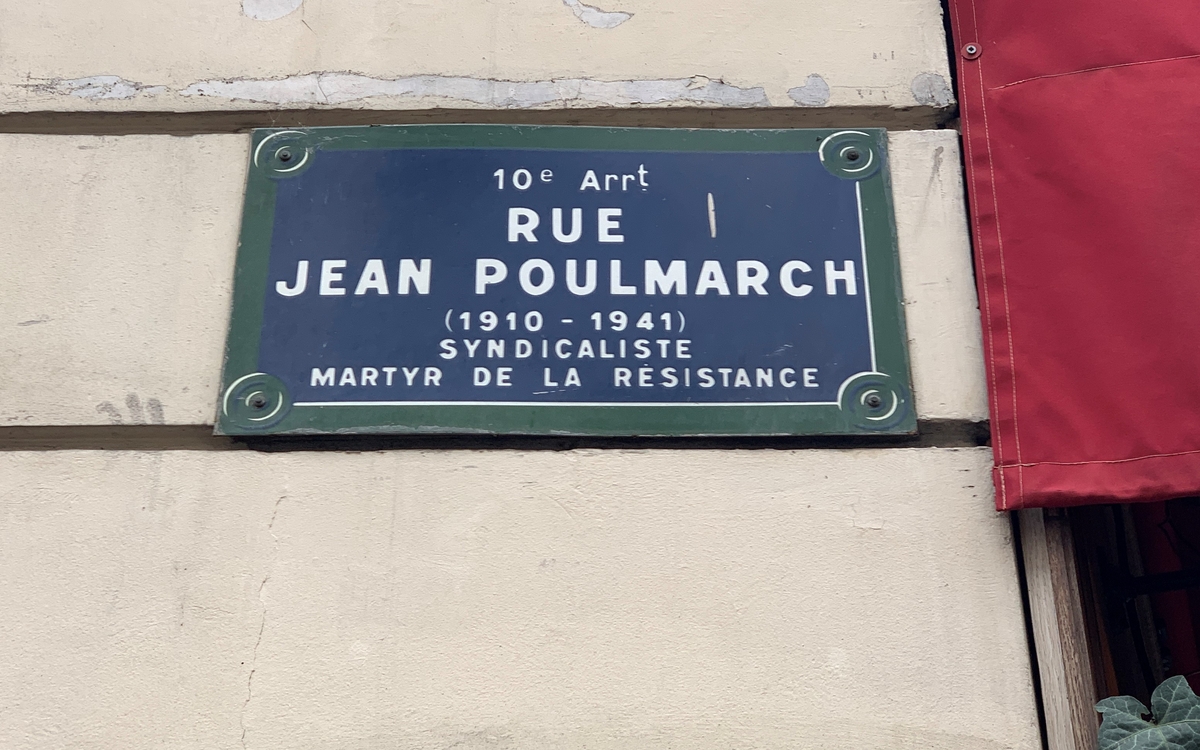 10e Arrt
RUE
JEAN POULMARCH
(1910 - 1941)
SYNDICALISTE
MARTYR DE LA RÉSISTANCE